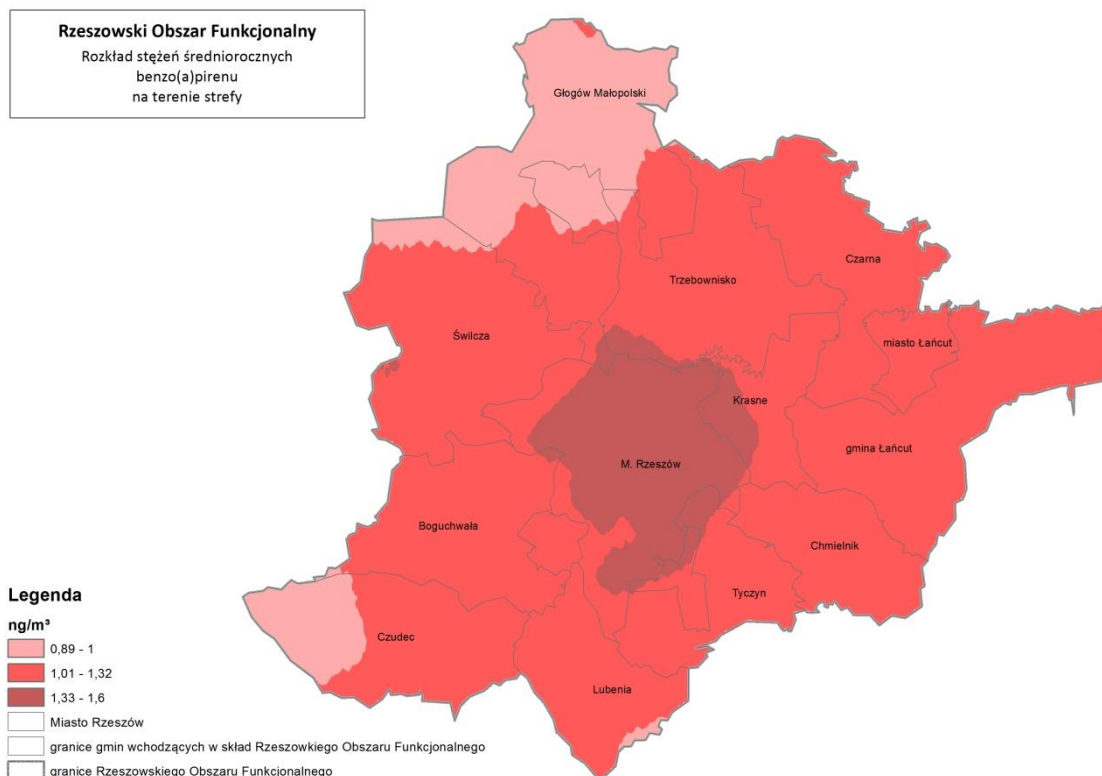 Rzeszowski Obszar Funkcjonalny
Rozkład stężeń średniorocznych
benzo(a)pirenu
na terenie strefy
Głogów Małopolski
Czarna
Trzebownisko
Świlcza
miasto Łańcut
Krasne
gmina Łańcut
M. Rzeszów
Boguchwała
Chmielnik
Tyczyn
Czudec
Lubenia
Legenda
ng/m³
0,89 - 1
1,01 - 1,32
1,33 - 1,6
Miasto Rzeszów
granice gmin wchodzących w skład Rzeszowkiego Obszaru Funkcjonalnego
granice Rzeszowskiego Obszaru Funkcjonalnego